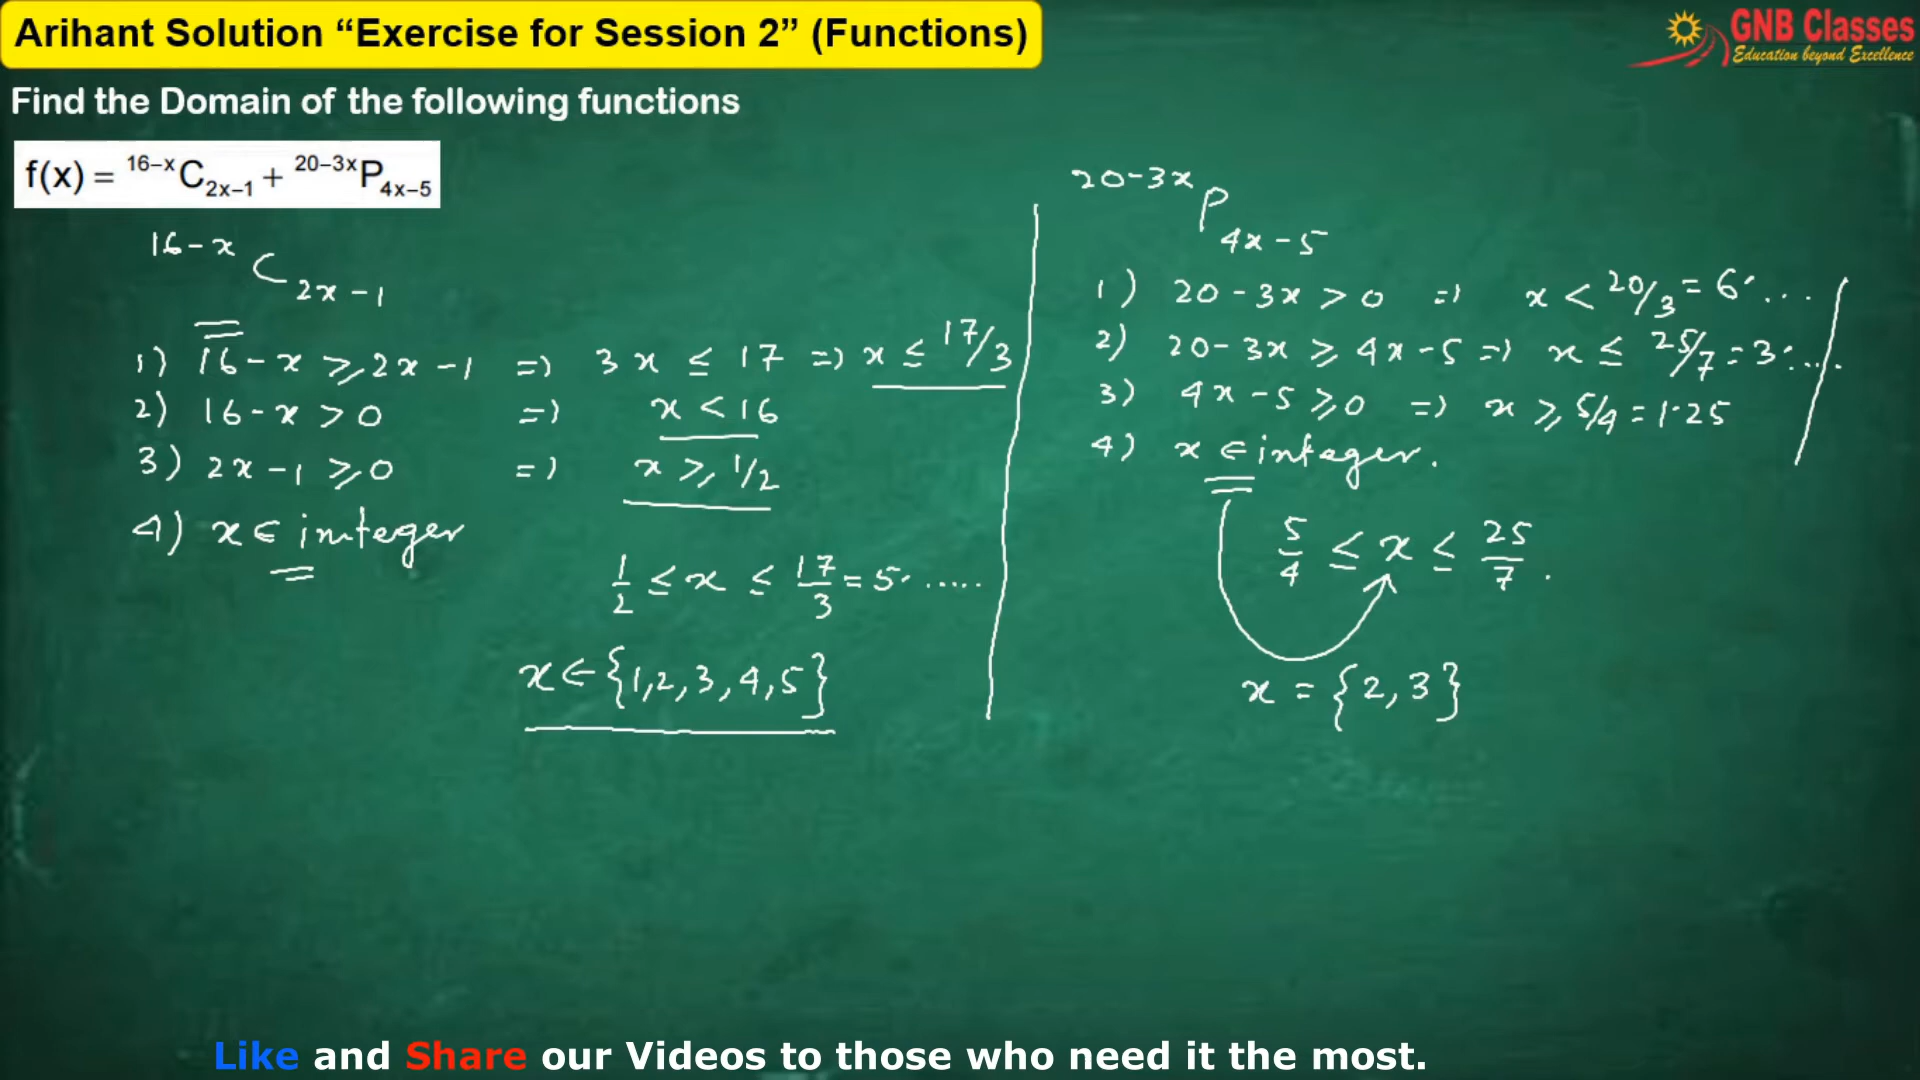 Arihant Solution “Exercise for Session 2” (Functions)
GNB Classes
Education beyond Excellence
Find the Domain of the following functions
f(x) = ¹⁶⁻ˣC₂ₓ₋₁ + ²⁰⁻³ˣP₄ₓ₋₅
16-x C 2x-1
1) 16-x ≥ 2x-1 => 3x ≤ 17 => x ≤ 17/3
2) 16-x > 0 => x < 16
3) 2x-1 ≥ 0 => x ≥ 1/2
4) x ∈ integer
1/2 ≤ x ≤ 17/3 = 5.....
x ∈ {1,2,3,4,5}
20-3x P 4x-5
1) 20-3x > 0 => x < 20/3 = 6....
2) 20-3x ≥ 4x-5 => x ≤ 25/7 = 3.....
3) 4x-5 ≥ 0 => x ≥ 5/4 = 1.25
4) x ∈ integer.
5/4 ≤ x ≤ 25/7.
x = {2,3}
Like and Share our Videos to those who need it the most.